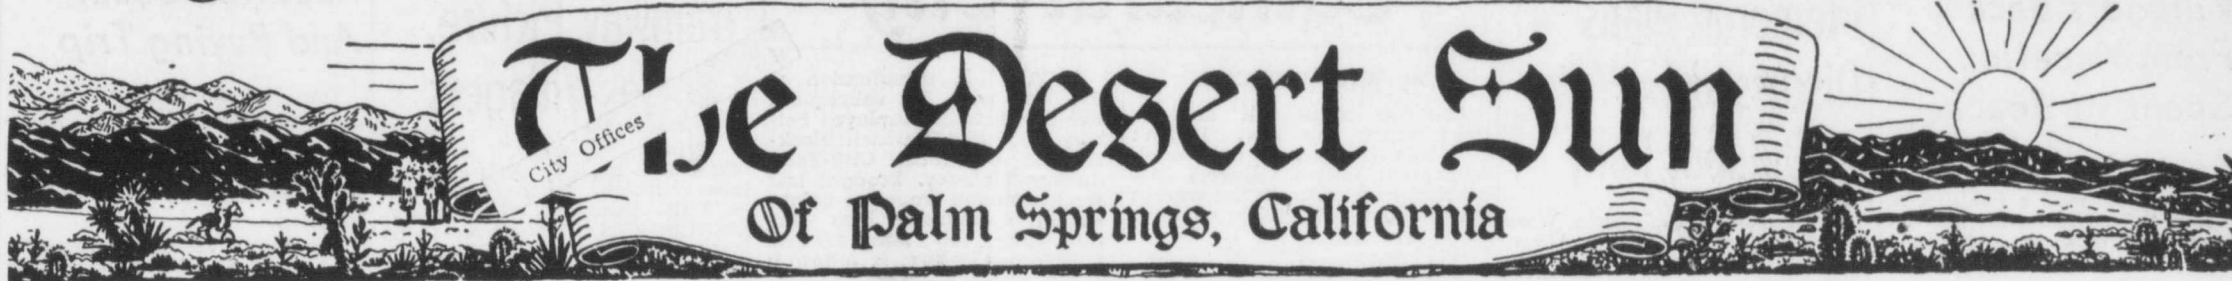 The Desert Sun
City Offices
Of Palm Springs, California